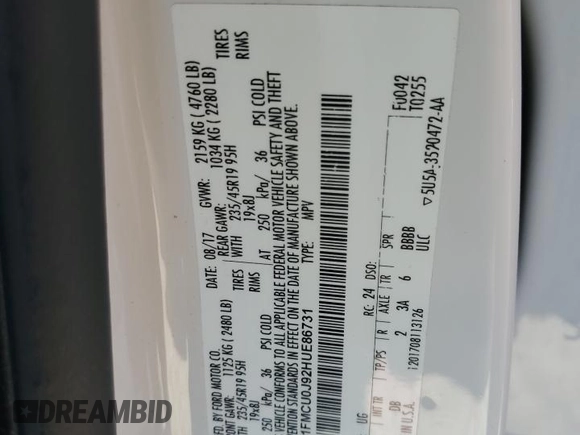 MFD. BY FORD MOTOR CO.
DATE: 08/17 GVWR: 2159 KG ( 4760 LB)
FRONT GAWR: 1125 KG ( 2480 LB) REAR GAWR: 1034 KG ( 2280 LB)
WITH 235/45R19 95H TIRES WITH 235/45R19 95H TIRES
19x8J RIMS 19x8J RIMS
250 kPa/ 36 PSI COLD AT 250 kPa/ 36 PSI COLD
VEHICLE CONFORMS TO ALL APPLICABLE FEDERAL MOTOR VEHICLE SAFETY AND THEFT
PREVENTION STANDARDS IN EFFECT ON THE DATE OF MANUFACTURE SHOWN ABOVE.
1FMCU0J92HUE86731 TYPE: MPV
Fu042
T0255
UG RC: 24 DSO:
INT TR TP/PS R AXLE TR SPR
DB 2 3A 6 BBBB
IN U.S.A. 1201708113126 ULC
▽5U5A-3520472-AA
DREAMBID